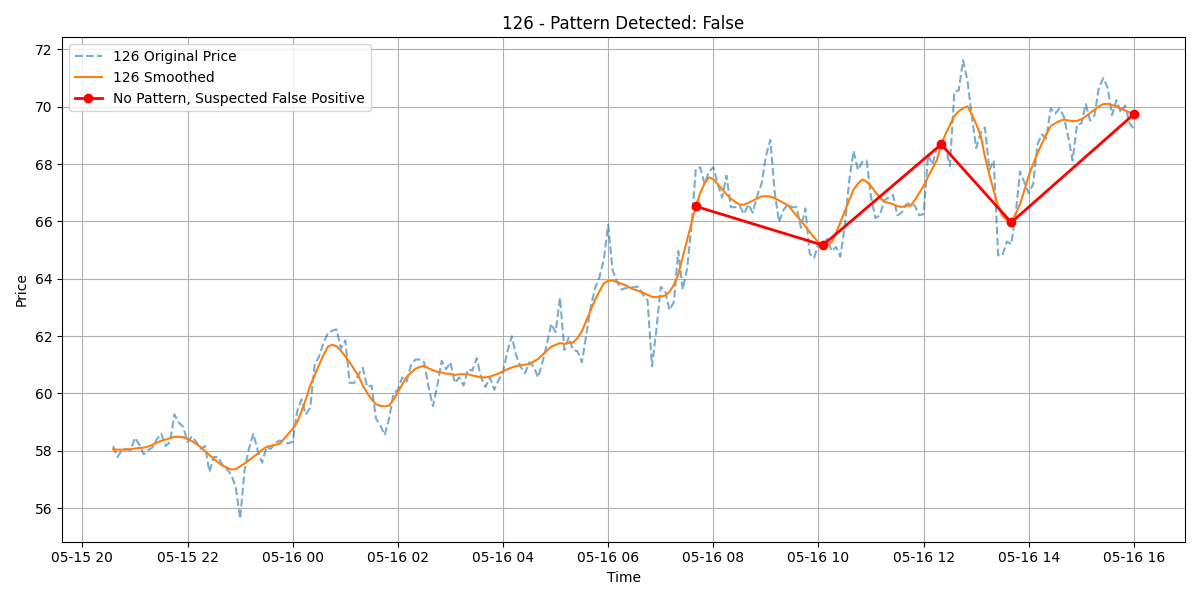 126 - Pattern Detected: False
126 Original Price
126 Smoothed
No Pattern, Suspected False Positive
Price
72
70
68
66
64
62
60
58
56
05-15 20 05-15 22 05-16 00 05-16 02 05-16 04 05-16 06 05-16 08 05-16 10 05-16 12 05-16 14 05-16 16
Time